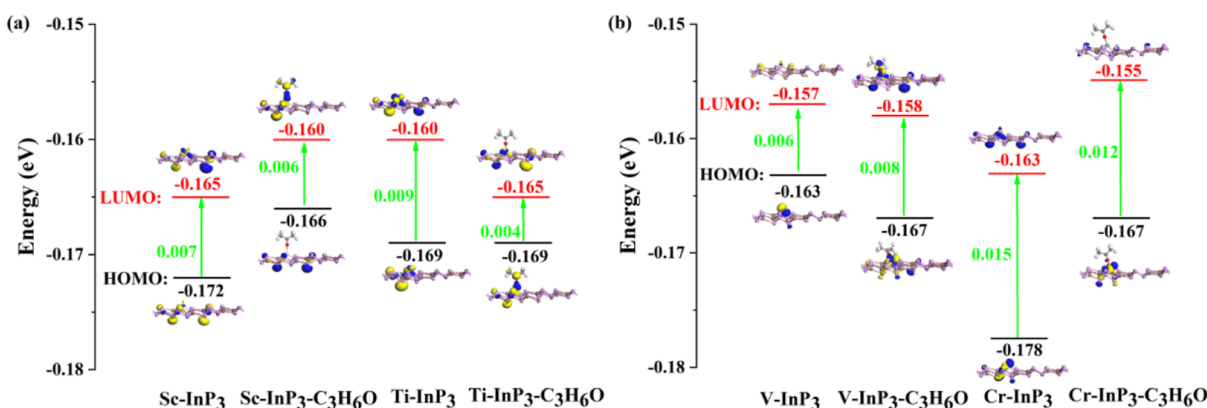 (a)
Energy (eV)
-0.15
-0.16
-0.17
-0.18
LUMO:
HOMO:
-0.165
0.007
-0.172
-0.160
0.006
-0.166
-0.160
0.009
-0.169
-0.165
0.004
-0.169
Sc-InP₃
Sc-InP₃-C₃H₆O
Ti-InP₃
Ti-InP₃-C₃H₆O
(b)
Energy (eV)
-0.15
-0.16
-0.17
-0.18
LUMO:
HOMO:
-0.157
0.006
-0.163
-0.158
0.008
-0.167
-0.163
0.015
-0.178
-0.155
0.012
-0.167
V-InP₃
V-InP₃-C₃H₆O
Cr-InP₃
Cr-InP₃-C₃H₆O